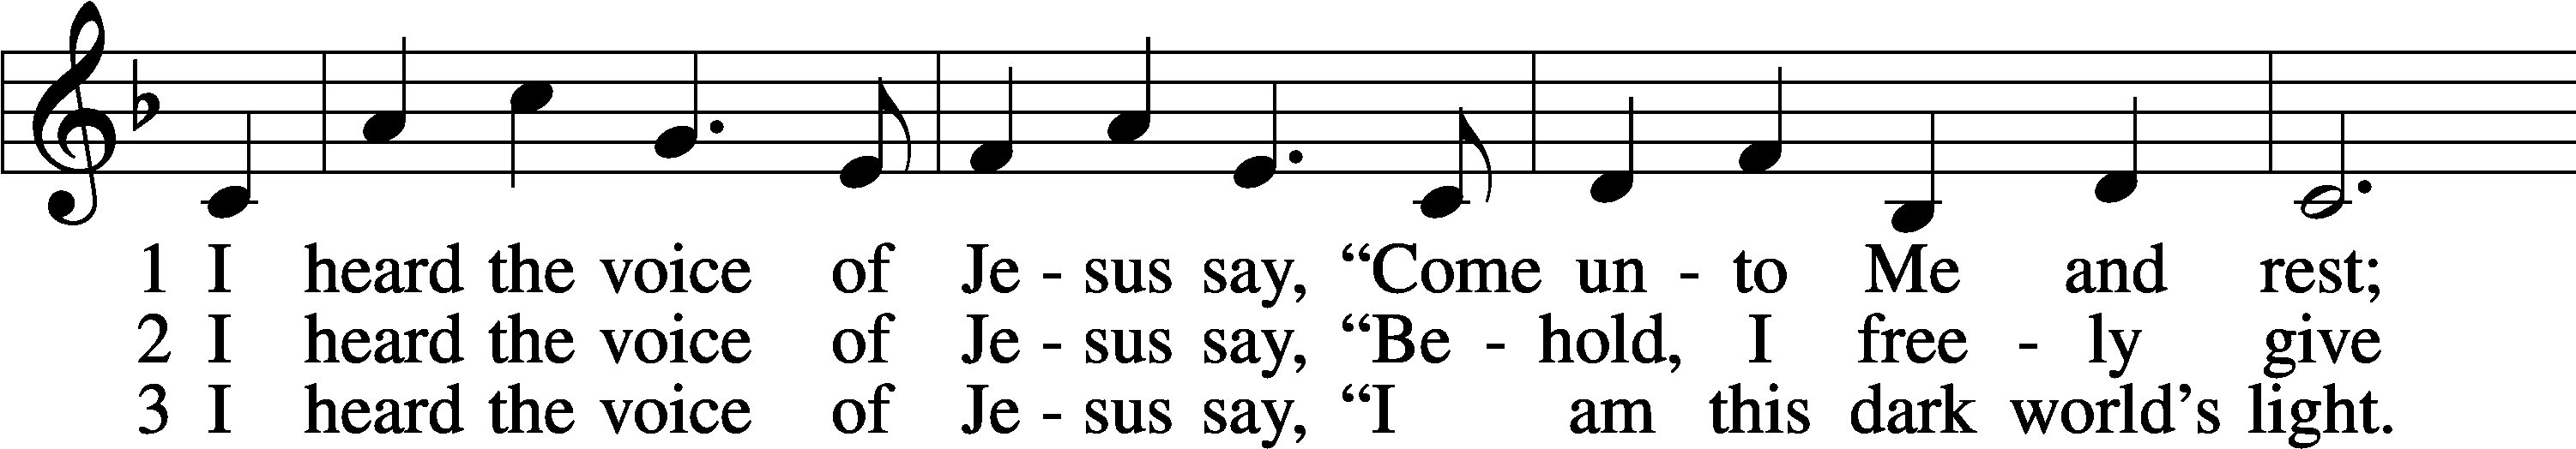 1 I heard the voice of Je - sus say, “Come un - to Me and rest;
2 I heard the voice of Je - sus say, “Be - hold, I free - ly give
3 I heard the voice of Je - sus say, “I am this dark world’s light.